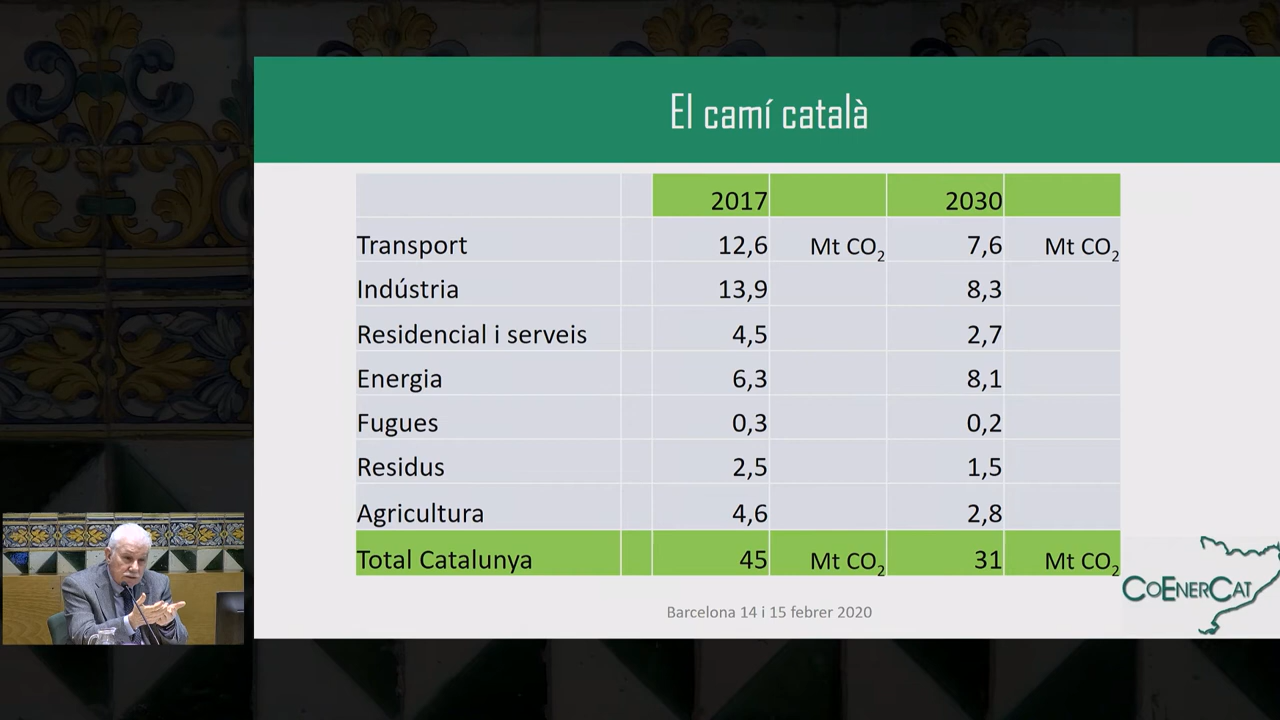 El camí català
2017 2030
Transport 12,6 Mt CO₂ 7,6 Mt CO₂
Indústria 13,9 8,3
Residencial i serveis 4,5 2,7
Energia 6,3 8,1
Fugues 0,3 0,2
Residus 2,5 1,5
Agricultura 4,6 2,8
Total Catalunya 45 Mt CO₂ 31 Mt CO₂
COENERCAT
Barcelona 14 i 15 febrer 2020